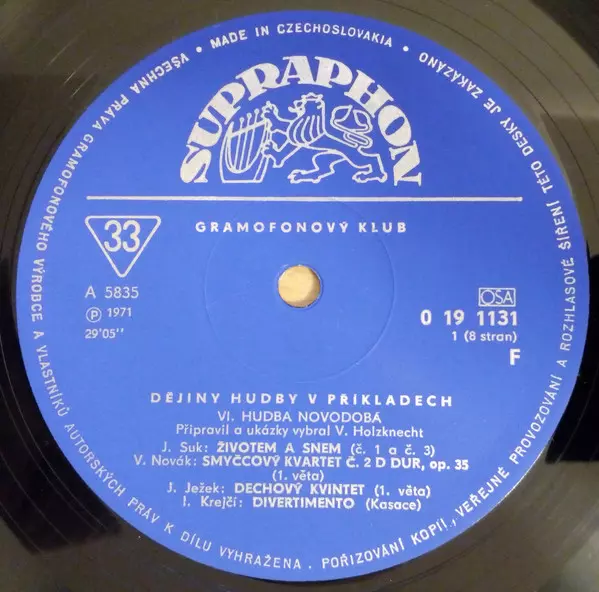 VŠECHNA PRÁVA GRAMOFONOVÉHO VÝROBCE A VLASTNÍKŮ AUTORSKÝCH PRÁV K DÍLU VYHRAŽENA. POŘIZOVÁNÍ KOPIÍ, VEŘEJNÉ PROVOZOVÁNÍ A ROZHLASOVÉ ŠÍŘENÍ TÉTO DESKY JE ZAKÁZÁNO
• MADE IN CZECHOSLOVAKIA •
SUPRAPHON
GRAMOFONOVÝ KLUB
33
A 5835
Ⓟ 1971
29'05''
OSA
0 19 1131
1 (8 stran)
F
DĚJINY HUDBY V PŘÍKLADECH
VI. HUDBA NOVODOBÁ
Připravil a ukázky vybral V. Holzknecht
J. Suk: ŽIVOTEM A SNEM (č. 1 a č. 3)
V. Novák: SMYČCOVÝ KVARTET Č. 2 D DUR, op. 35
(1. věta)
J. Ježek: DECHOVÝ KVINTET (1. věta)
I. Krejčí: DIVERTIMENTO (Kasace)